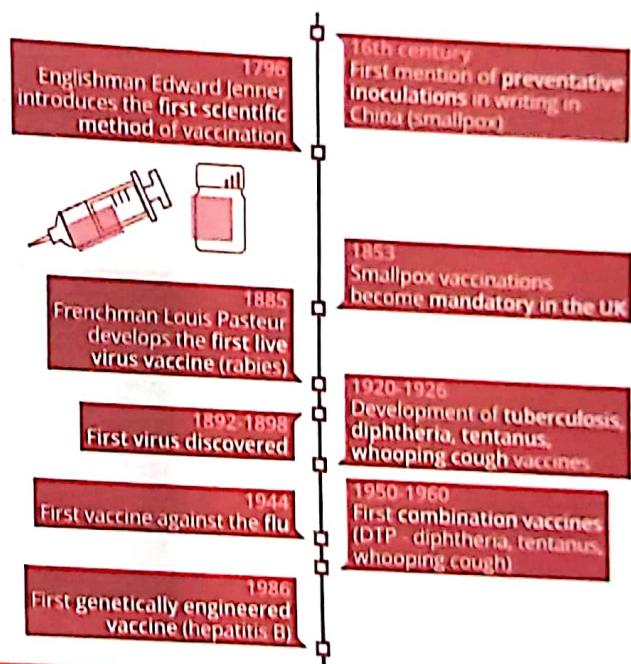 16th century
First mention of preventative
inoculations in writing in
China (smallpox)
1796
Englishman Edward Jenner
introduces the first scientific
method of vaccination
1853
Smallpox vaccinations
become mandatory in the UK
1885
Frenchman Louis Pasteur
develops the first live
virus vaccine (rabies)
1892-1898
First virus discovered
1920-1926
Development of tuberculosis,
diphtheria, tentanus,
whooping cough vaccines
1944
First vaccine against the flu
1950-1960
First combination vaccines
(DTP - diphtheria, tentanus,
whooping cough)
1986
First genetically engineered
vaccine (hepatitis B)